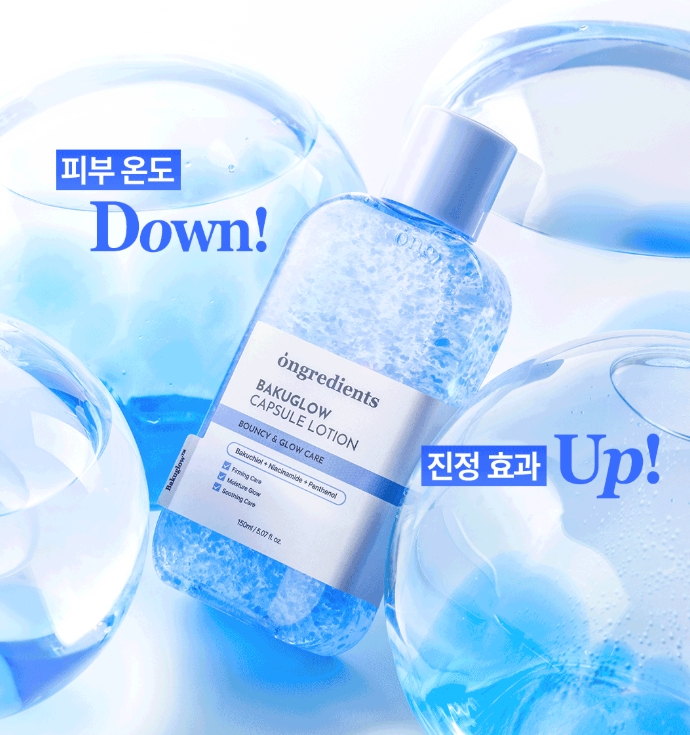 피부 온도
Down!
ongredients
BAKUGLOW
CAPSULE LOTION
BOUNCY & GLOW CARE
Bakuchiol + Niacinamide + Panthenol
Firming Care
Moisture Glow
Soothing Care
150ml / 5.07 fl. oz.
Bakuglow™
진정 효과
Up!